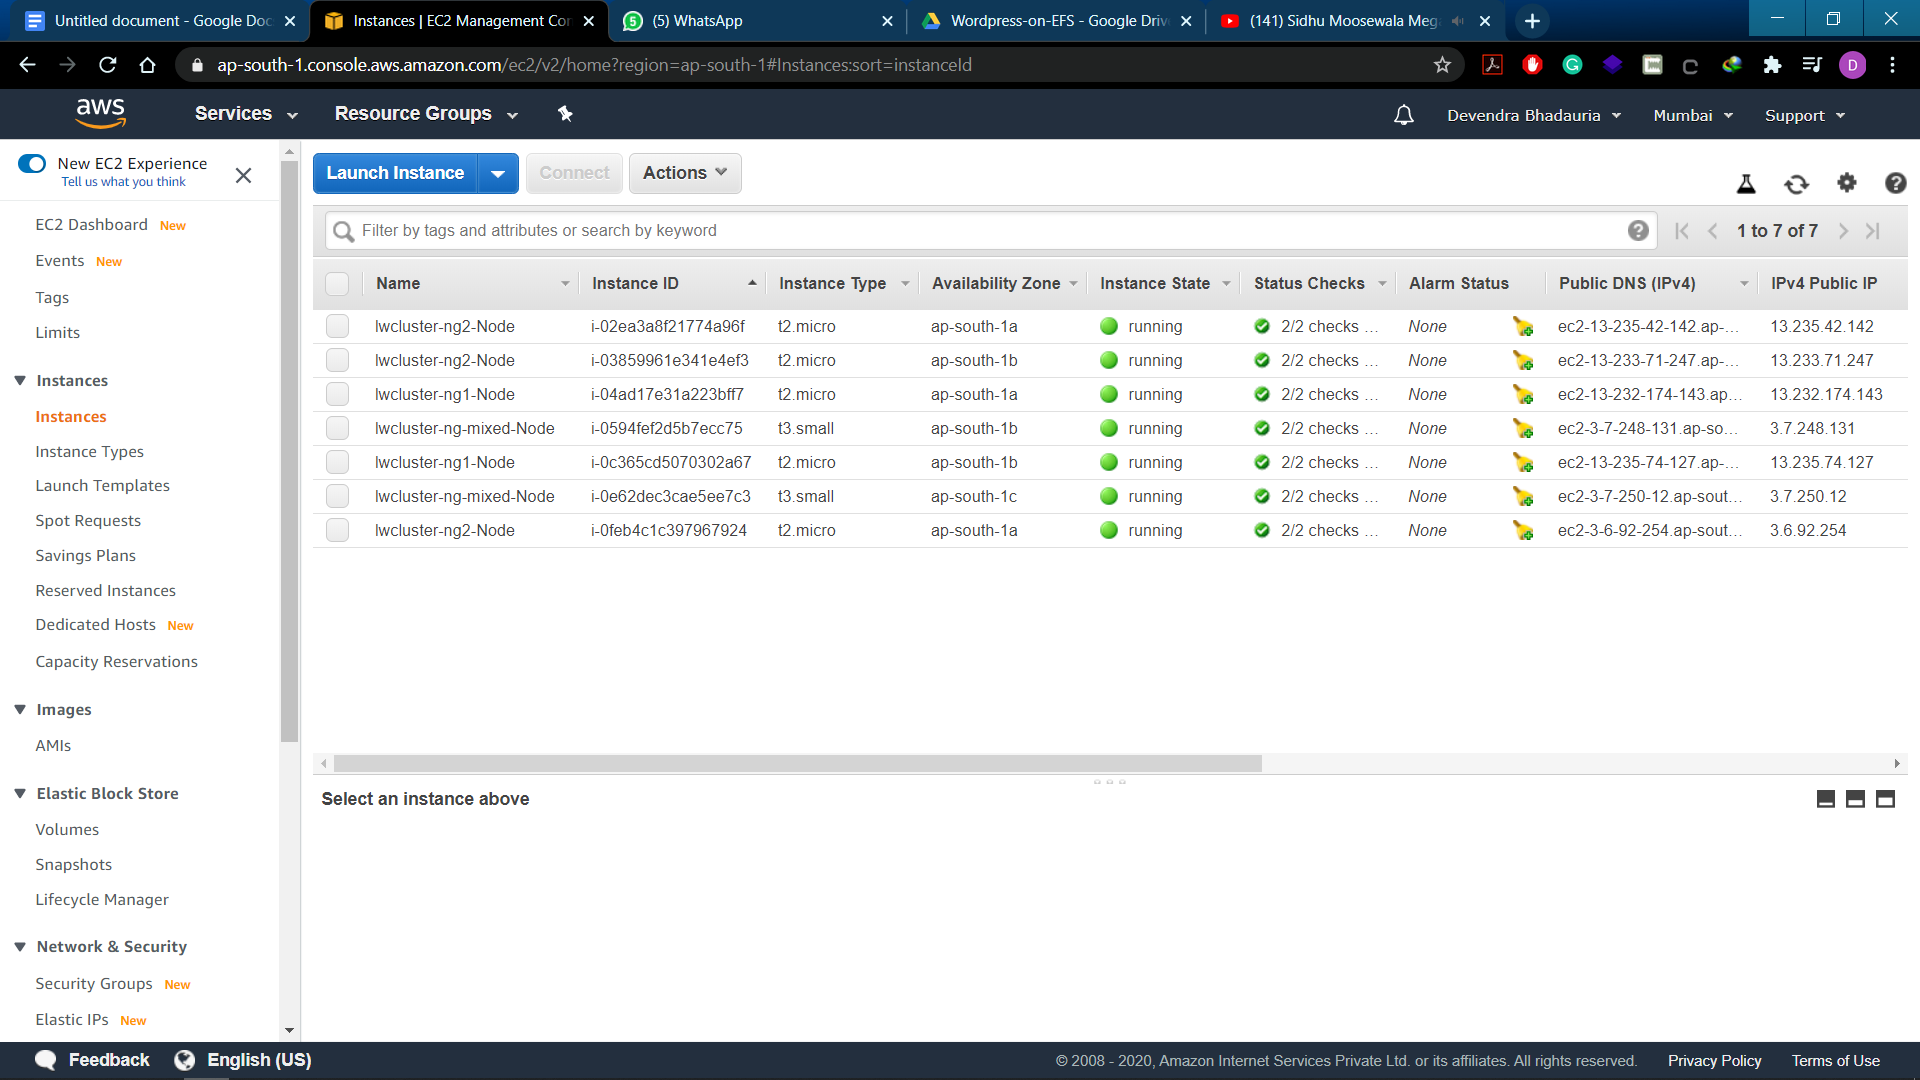 Untitled document - Google Doc
Instances | EC2 Management Con
(5) WhatsApp
Wordpress-on-EFS - Google Drive
(141) Sidhu Moosewala Meg
ap-south-1.console.aws.amazon.com/ec2/v2/home?region=ap-south-1#Instances:sort=instanceId
D
aws
Services
Resource Groups
Devendra Bhadauria
Mumbai
Support
New EC2 Experience
Tell us what you think
EC2 Dashboard New
Events New
Tags
Limits
Instances
Instances
Instance Types
Launch Templates
Spot Requests
Savings Plans
Reserved Instances
Dedicated Hosts New
Capacity Reservations
Images
AMIs
Elastic Block Store
Volumes
Snapshots
Lifecycle Manager
Network & Security
Security Groups New
Elastic IPs New
Launch Instance
Connect
Actions
Filter by tags and attributes or search by keyword
1 to 7 of 7
Name Instance ID Instance Type Availability Zone Instance State Status Checks Alarm Status Public DNS (IPv4) IPv4 Public IP
lwcluster-ng2-Node i-02ea3a8f21774a96f t2.micro ap-south-1a running 2/2 checks ... None ec2-13-235-42-142.ap-... 13.235.42.142
lwcluster-ng2-Node i-03859961e341e4ef3 t2.micro ap-south-1b running 2/2 checks ... None ec2-13-233-71-247.ap-... 13.233.71.247
lwcluster-ng1-Node i-04ad17e31a223bff7 t2.micro ap-south-1a running 2/2 checks ... None ec2-13-232-174-143.ap... 13.232.174.143
lwcluster-ng-mixed-Node i-0594fef2d5b7ecc75 t3.small ap-south-1b running 2/2 checks ... None ec2-3-7-248-131.ap-so... 3.7.248.131
lwcluster-ng1-Node i-0c365cd5070302a67 t2.micro ap-south-1b running 2/2 checks ... None ec2-13-235-74-127.ap-... 13.235.74.127
lwcluster-ng-mixed-Node i-0e62dec3cae5ee7c3 t3.small ap-south-1c running 2/2 checks ... None ec2-3-7-250-12.ap-sout... 3.7.250.12
lwcluster-ng2-Node i-0feb4c1c397967924 t2.micro ap-south-1a running 2/2 checks ... None ec2-3-6-92-254.ap-sout... 3.6.92.254
Select an instance above
Feedback
English (US)
© 2008 - 2020, Amazon Internet Services Private Ltd. or its affiliates. All rights reserved.
Privacy Policy
Terms of Use